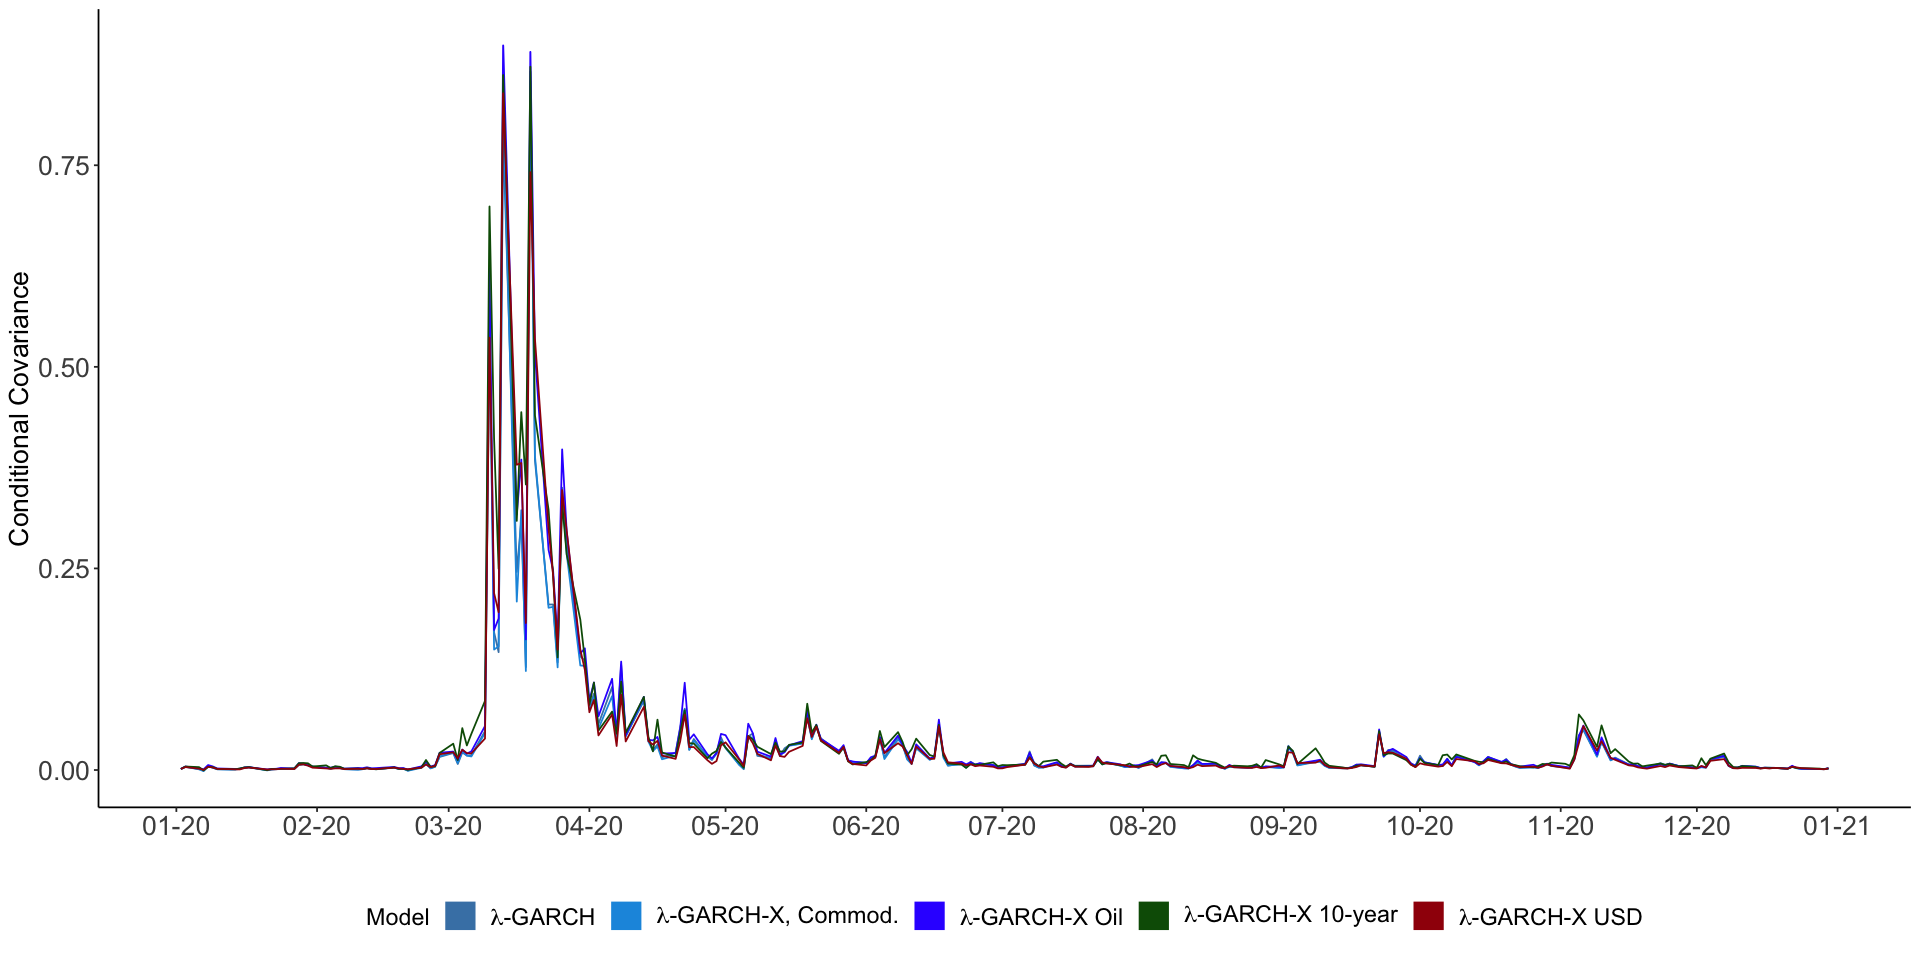 Conditional Covariance
0.75
0.50
0.25
0.00
01-20 02-20 03-20 04-20 05-20 06-20 07-20 08-20 09-20 10-20 11-20 12-20 01-21
Model λ-GARCH λ-GARCH-X, Commod. λ-GARCH-X Oil λ-GARCH-X 10-year λ-GARCH-X USD